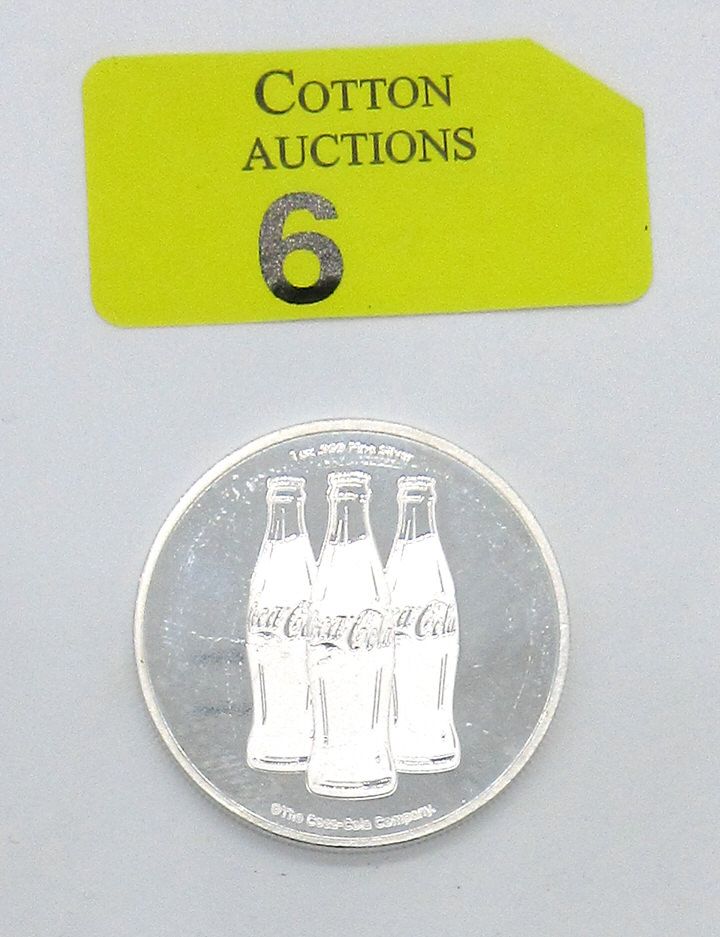 COTTON
AUCTIONS
6
1 oz .999 Fine Silver
Coca-Cola
Coca-Cola
Coca-Cola
©The Coca-Cola Company.